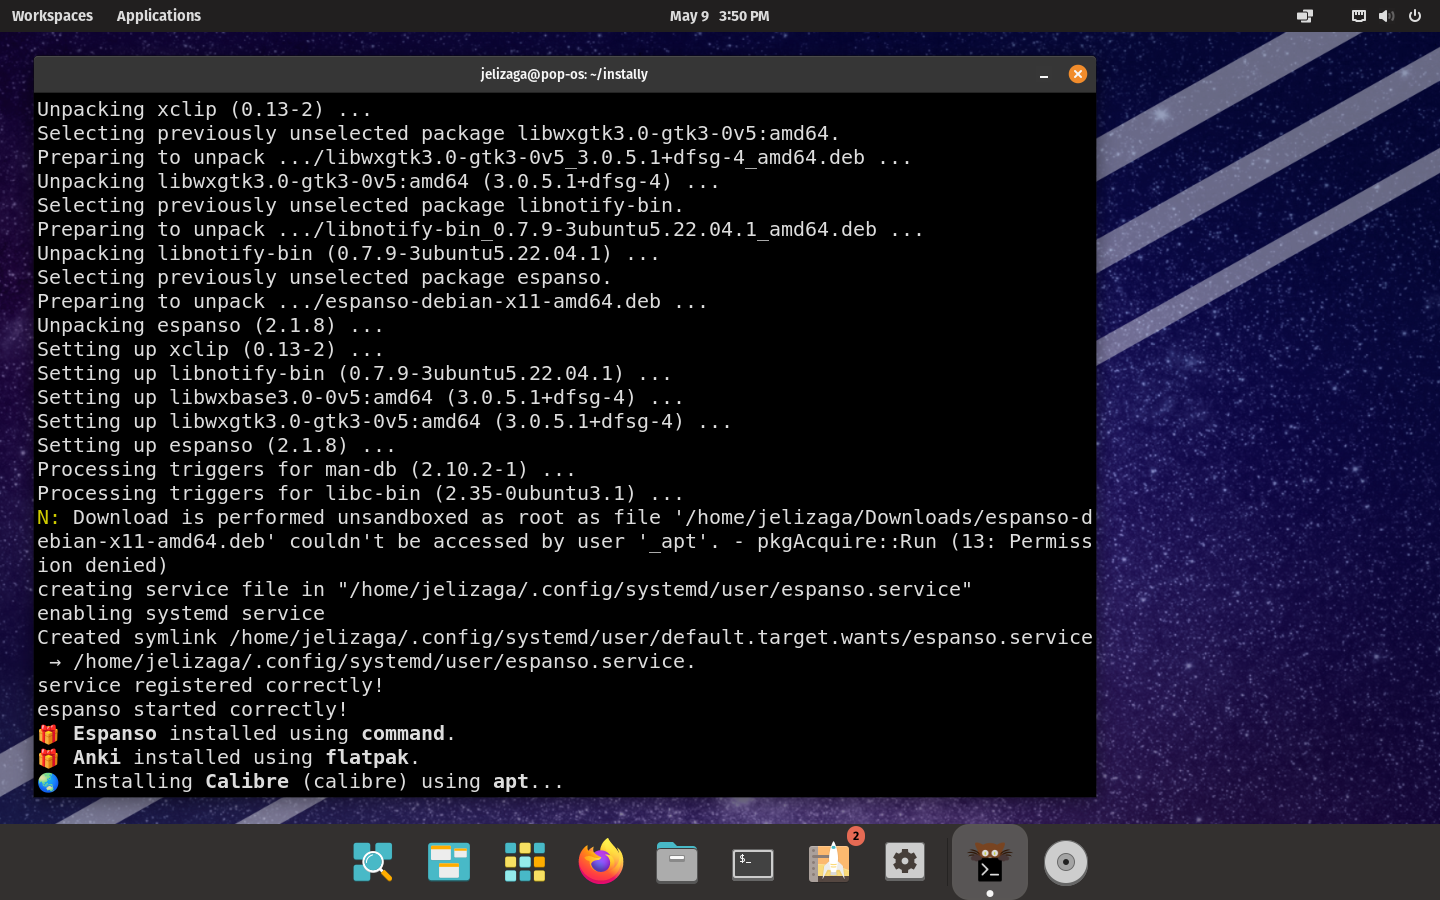 Workspaces Applications May 9 3:50 PM
jelizaga@pop-os: ~/instally
Unpacking xclip (0.13-2) ...
Selecting previously unselected package libwxgtk3.0-gtk3-0v5:amd64.
Preparing to unpack .../libwxgtk3.0-gtk3-0v5_3.0.5.1+dfsg-4_amd64.deb ...
Unpacking libwxgtk3.0-gtk3-0v5:amd64 (3.0.5.1+dfsg-4) ...
Selecting previously unselected package libnotify-bin.
Preparing to unpack .../libnotify-bin_0.7.9-3ubuntu5.22.04.1_amd64.deb ...
Unpacking libnotify-bin (0.7.9-3ubuntu5.22.04.1) ...
Selecting previously unselected package espanso.
Preparing to unpack .../espanso-debian-x11-amd64.deb ...
Unpacking espanso (2.1.8) ...
Setting up xclip (0.13-2) ...
Setting up libnotify-bin (0.7.9-3ubuntu5.22.04.1) ...
Setting up libwxbase3.0-0v5:amd64 (3.0.5.1+dfsg-4) ...
Setting up libwxgtk3.0-gtk3-0v5:amd64 (3.0.5.1+dfsg-4) ...
Setting up espanso (2.1.8) ...
Processing triggers for man-db (2.10.2-1) ...
Processing triggers for libc-bin (2.35-0ubuntu3.1) ...
N: Download is performed unsandboxed as root as file '/home/jelizaga/Downloads/espanso-d
ebian-x11-amd64.deb' couldn't be accessed by user '_apt'. - pkgAcquire::Run (13: Permiss
ion denied)
creating service file in "/home/jelizaga/.config/systemd/user/espanso.service"
enabling systemd service
Created symlink /home/jelizaga/.config/systemd/user/default.target.wants/espanso.service
→ /home/jelizaga/.config/systemd/user/espanso.service.
service registered correctly!
espanso started correctly!
🎁 Espanso installed using command.
🎁 Anki installed using flatpak.
🌏 Installing Calibre (calibre) using apt...
$_
2
>_